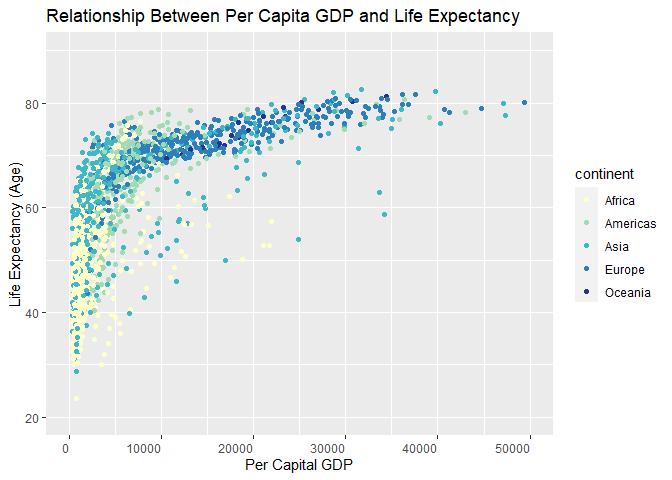 Relationship Between Per Capita GDP and Life Expectancy
Life Expectancy (Age)
80
60
40
20
0 10000 20000 30000 40000 50000
Per Capital GDP
continent
Africa
Americas
Asia
Europe
Oceania